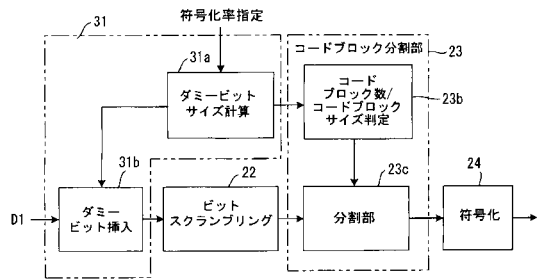 符号化率指定
31
31a
コードブロック分割部
23
ダミービット
サイズ計算
コード
ブロック数/
コードブロック
サイズ判定
23b
31b
22
23c
24
D1
ダミー
ビット挿入
ビット
スクランブリング
分割部
符号化